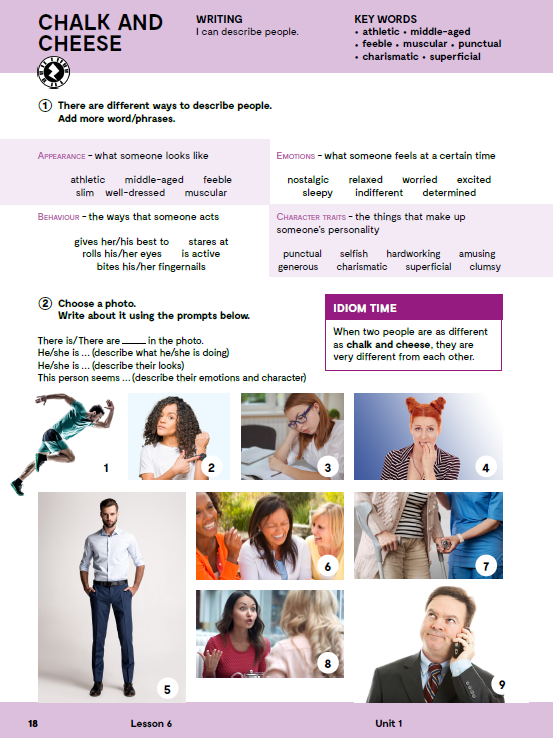 CHALK AND
CHEESE
WRITING
I can describe people.
KEY WORDS
• athletic • middle-aged
• feeble • muscular • punctual
• charismatic • superficial
1 There are different ways to describe people.
Add more word/phrases.
APPEARANCE - what someone looks like
athletic middle-aged feeble
slim well-dressed muscular
EMOTIONS - what someone feels at a certain time
nostalgic relaxed worried excited
sleepy indifferent determined
BEHAVIOUR - the ways that someone acts
gives her/his best to stares at
rolls his/her eyes is active
bites his/her fingernails
CHARACTER TRAITS - the things that make up
someone's personality
punctual selfish hardworking amusing
generous charismatic superficial clumsy
2 Choose a photo.
Write about it using the prompts below.
There is/There are _____ in the photo.
He/she is ... (describe what he/she is doing)
He/she is ... (describe their looks)
This person seems ... (describe their emotions and character)
IDIOM TIME
When two people are as different
as chalk and cheese, they are
very different from each other.
1
2
3
4
5
6
7
8
9
18 Lesson 6 Unit 1